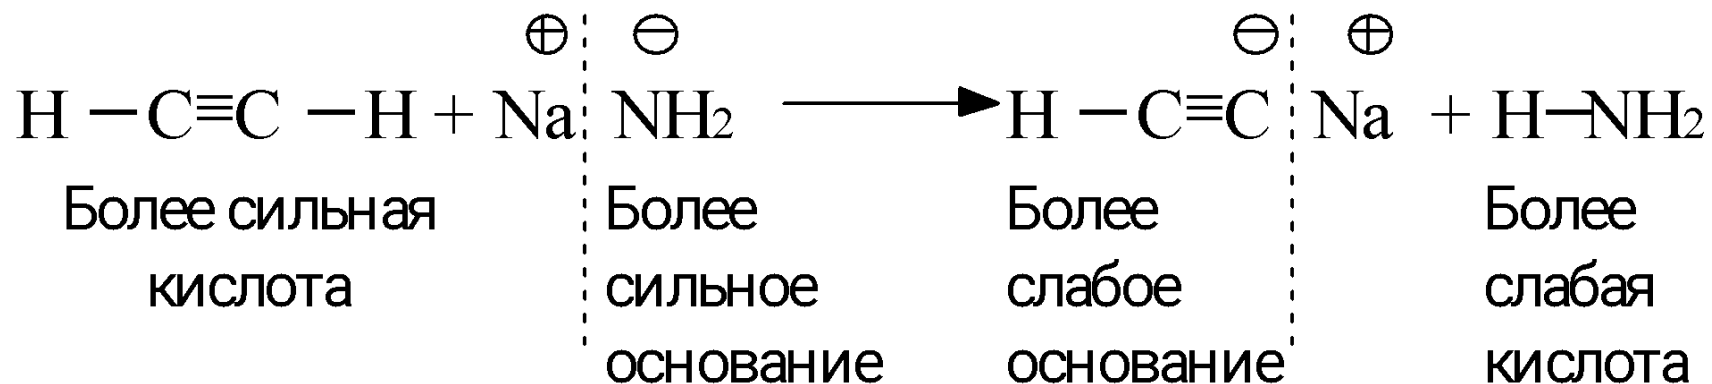 ⊕ ⊖ ⊖ ⊕
H—C≡C—H + Na NH₂ → H—C≡C Na + H—NH₂
Более сильная Более Более Более
кислота сильное слабое слабая
основание основание кислота